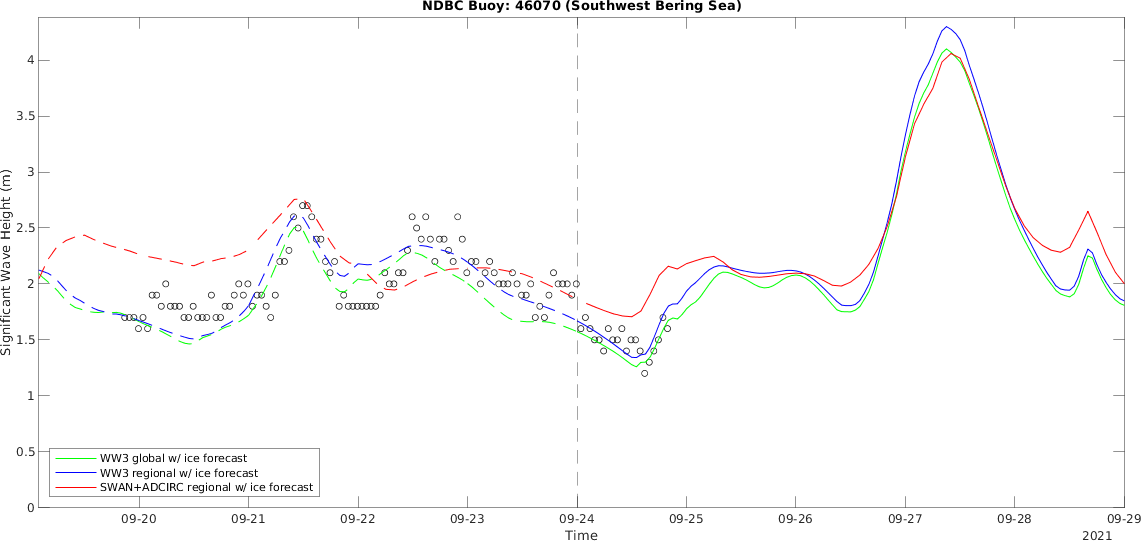 NDBC Buoy: 46070 (Southwest Bering Sea)
Significant Wave Height (m)
4
3.5
3
2.5
2
1.5
1
0.5
0
WW3 global w/ ice forecast
WW3 regional w/ ice forecast
SWAN+ADCIRC regional w/ ice forecast
09-20 09-21 09-22 09-23 09-24 09-25 09-26 09-27 09-28 09-29
Time
2021